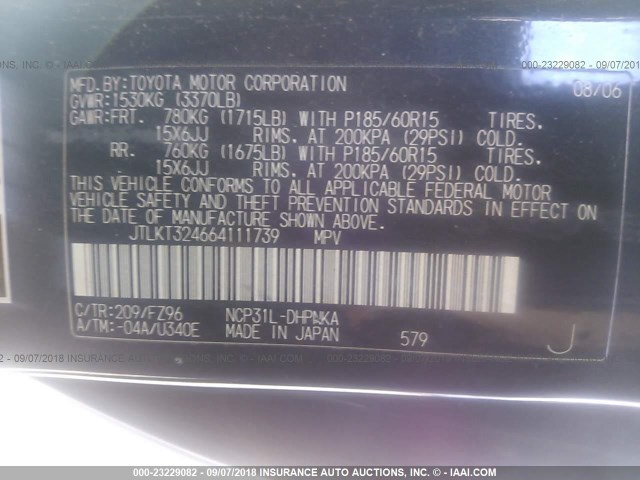 MFD.BY:TOYOTA MOTOR CORPORATION 08/06
GVWR:1530KG (3370LB)
GAWR:FRT. 780KG (1715LB) WITH P185/60R15 TIRES.
15X6JJ RIMS. AT 200KPA (29PSI) COLD.
RR. 760KG (1675LB) WITH P185/60R15 TIRES.
15X6JJ RIMS. AT 200KPA (29PSI) COLD.
THIS VEHICLE CONFORMS TO ALL APPLICABLE FEDERAL MOTOR
VEHICLE SAFETY AND THEFT PREVENTION STANDARDS IN EFFECT ON
THE DATE OF MANUFACTURE SHOWN ABOVE.
JTLKT324664111739 MPV
C/TR:209/FZ96 NCP31L-DHPNKA
A/TM:-04A/U340E MADE IN JAPAN 579 J
000-23229082 - 09/07/2018 INSURANCE AUTO AUCTIONS, INC. - © IAAI.COM